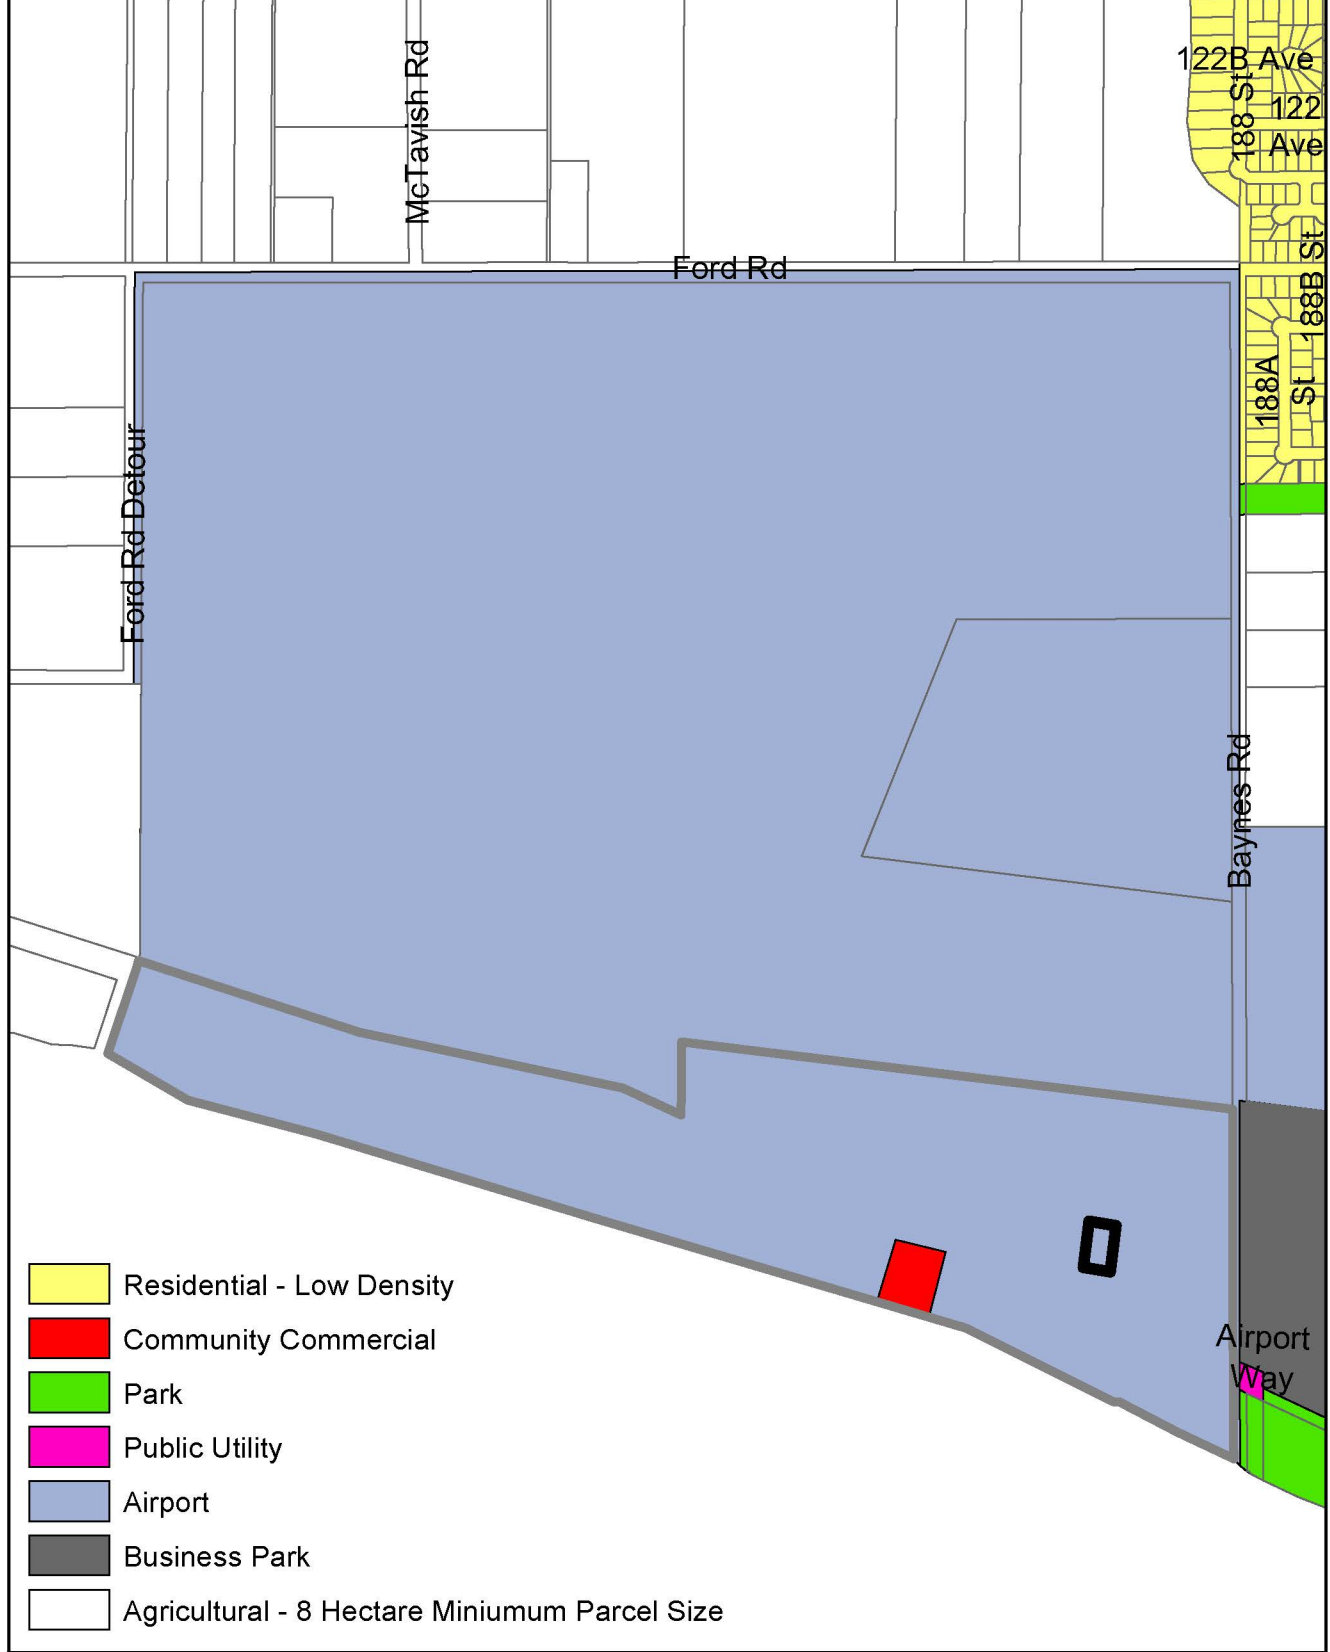 122B Ave
188 St
122
Ave
McTavish Rd
Ford Rd
188B St
188A
St
Ford Rd Detour
Baynes Rd
Airport
Way
Residential - Low Density
Community Commercial
Park
Public Utility
Airport
Business Park
Agricultural - 8 Hectare Miniumum Parcel Size